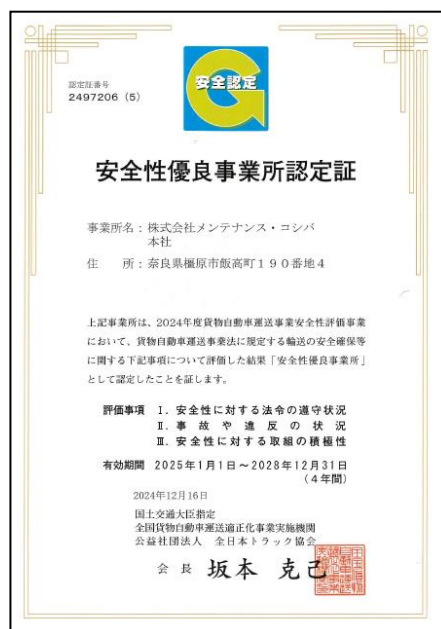 認定証番号
2497206 (5)
安全認定
安全性優良事業所認定証
事業所名：株式会社メンテナンス・コシバ
本社
住　　所：奈良県橿原市飯高町１９０番地４
上記事業所は、2024年度貨物自動車運送事業安全性評価事業
において、貨物自動車運送事業法に規定する輸送の安全確保等
に関する下記事項について評価した結果「安全性優良事業所」
として認定したことを証します。
評価事項　Ⅰ．安全性に対する法令の遵守状況
Ⅱ．事故や違反の状況
Ⅲ．安全性に対する取組の積極性
有効期間　2025年1月1日～2028年12月31日
（４年間）
2024年12月16日
国土交通大臣指定
全国貨物自動車運送適正化事業実施機関
公益社団法人　全日本トラック協会
会長　坂本　克己